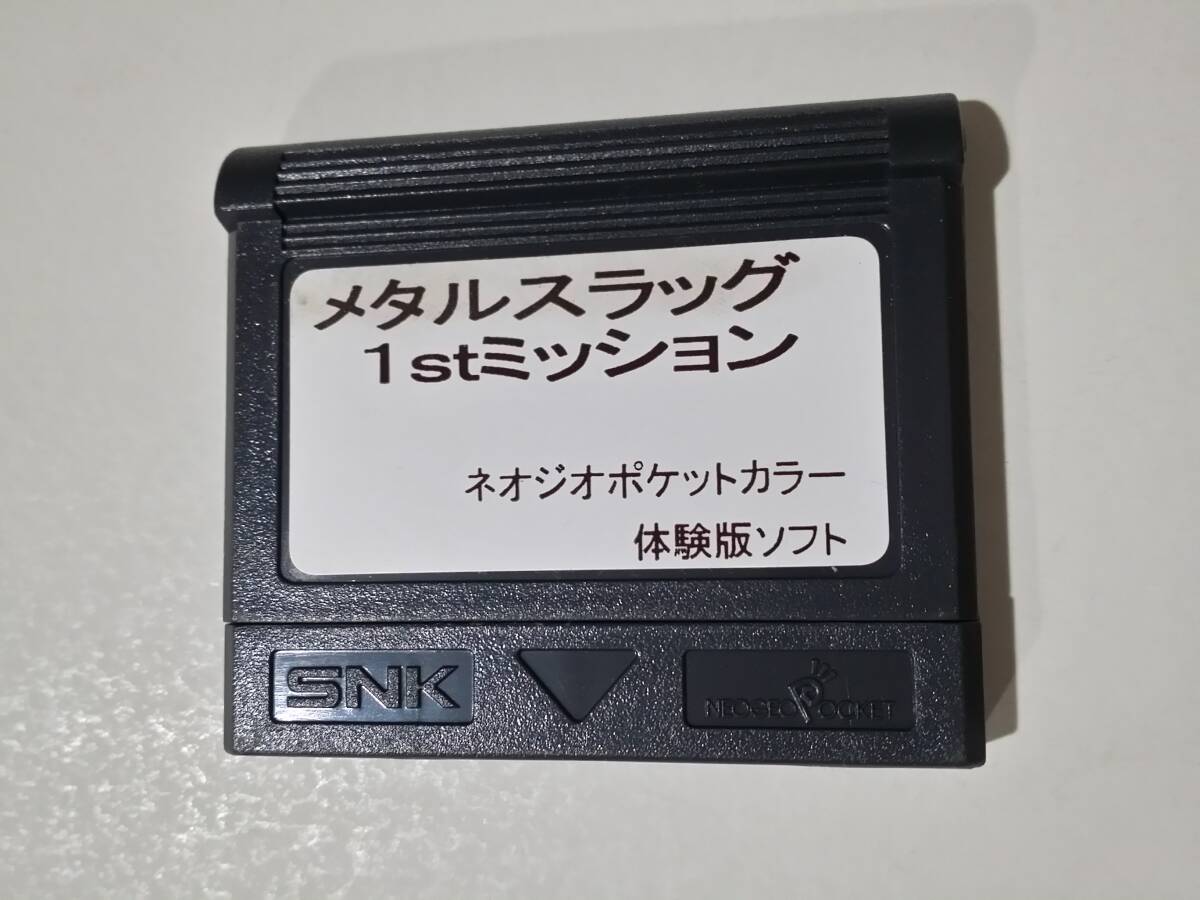 メタルスラッグ
1stミッション
ネオジオポケットカラー
体験版ソフト
SNK
NEOGEO POCKET